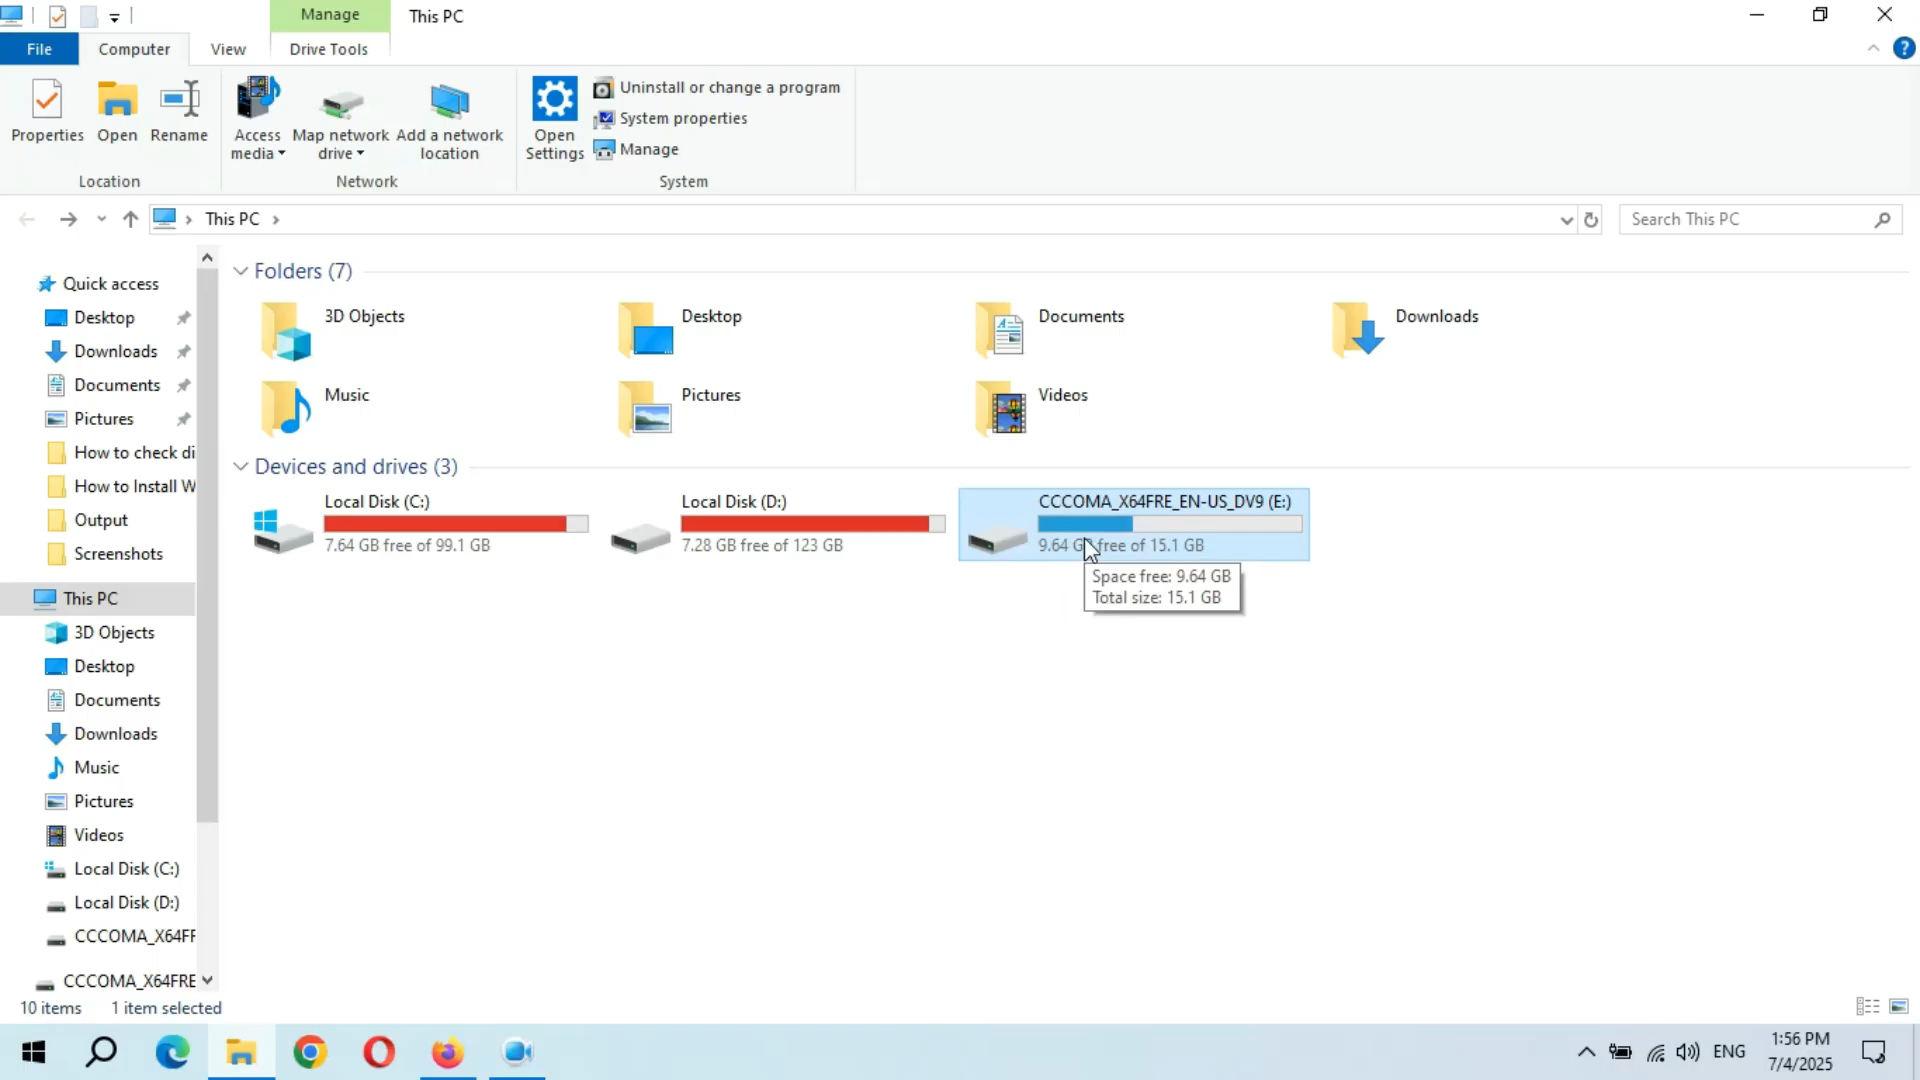 Manage
This PC
File
Computer
View
Drive Tools
Properties
Open
Rename
Access media
Map network drive
Add a network location
Open Settings
Uninstall or change a program
System properties
Manage
Location
Network
System
This PC
Search This PC
Quick access
Desktop
Downloads
Documents
Pictures
How to check di
How to Install W
Output
Screenshots
This PC
3D Objects
Desktop
Documents
Downloads
Music
Pictures
Videos
Local Disk (C:)
Local Disk (D:)
CCCOMA_X64FF
CCCOMA_X64FRE
Folders (7)
3D Objects
Desktop
Documents
Downloads
Music
Pictures
Videos
Devices and drives (3)
Local Disk (C:)
7.64 GB free of 99.1 GB
Local Disk (D:)
7.28 GB free of 123 GB
CCCOMA_X64FRE_EN-US_DV9 (E:)
9.64 GB free of 15.1 GB
Space free: 9.64 GB
Total size: 15.1 GB
10 items
1 item selected
ENG
1:56 PM
7/4/2025